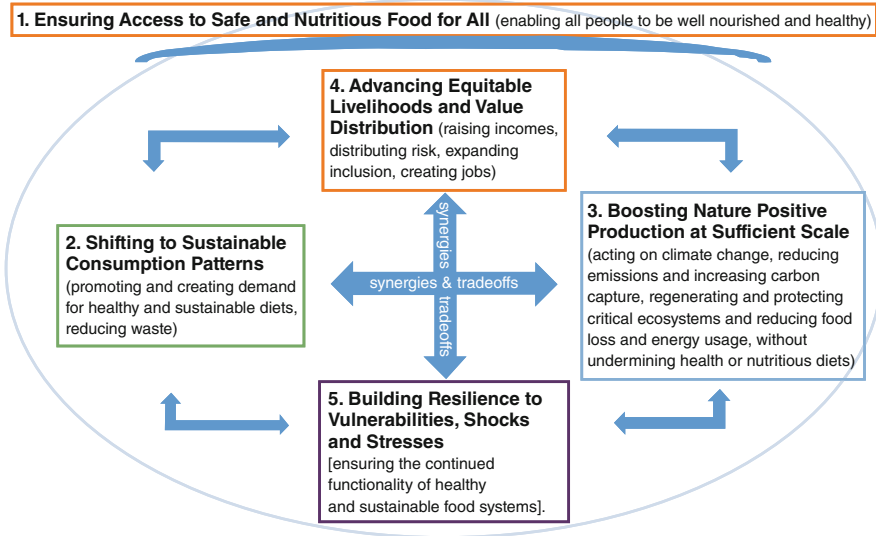 1. Ensuring Access to Safe and Nutritious Food for All (enabling all people to be well nourished and healthy)
4. Advancing Equitable
Livelihoods and Value
Distribution (raising incomes,
distributing risk, expanding
inclusion, creating jobs)
2. Shifting to Sustainable
Consumption Patterns
(promoting and creating demand
for healthy and sustainable diets,
reducing waste)
synergies
synergies & tradeoffs
tradeoffs
3. Boosting Nature Positive
Production at Sufficient Scale
(acting on climate change, reducing
emissions and increasing carbon
capture, regenerating and protecting
critical ecosystems and reducing food
loss and energy usage, without
undermining health or nutritious diets)
5. Building Resilience to
Vulnerabilities, Shocks
and Stresses
[ensuring the continued
functionality of healthy
and sustainable food systems].